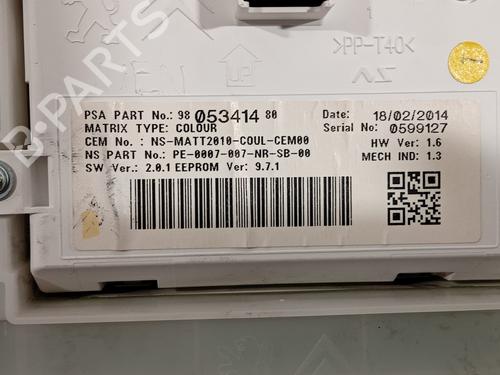 >PP-T40<
UP
PSA PART No.: 98 053414 80
MATRIX TYPE: COLOUR
CEM No. : NS-MATT2010-COUL-CEM00
NS PART No.: PE-0007-007-NR-SB-00
SW Ver.: 2.0.1 EEPROM Ver: 9.7.1
Date: 18/02/2014
Serial No: 0599127
HW Ver: 1.6
MECH IND: 1.3